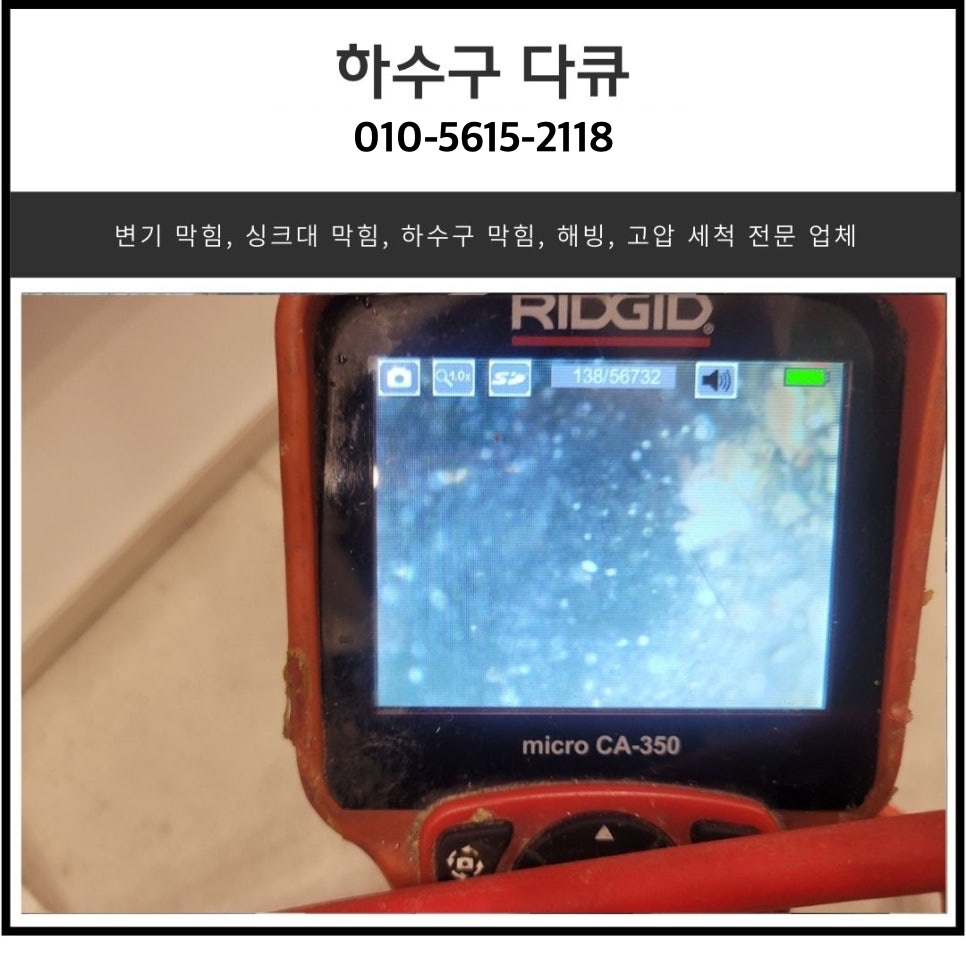 하수구 다큐
010-5615-2118
변기 막힘, 싱크대 막힘, 하수구 막힘, 해빙, 고압 세척 전문 업체
RIDGID®
1.0x SD 138/56732
micro CA-350